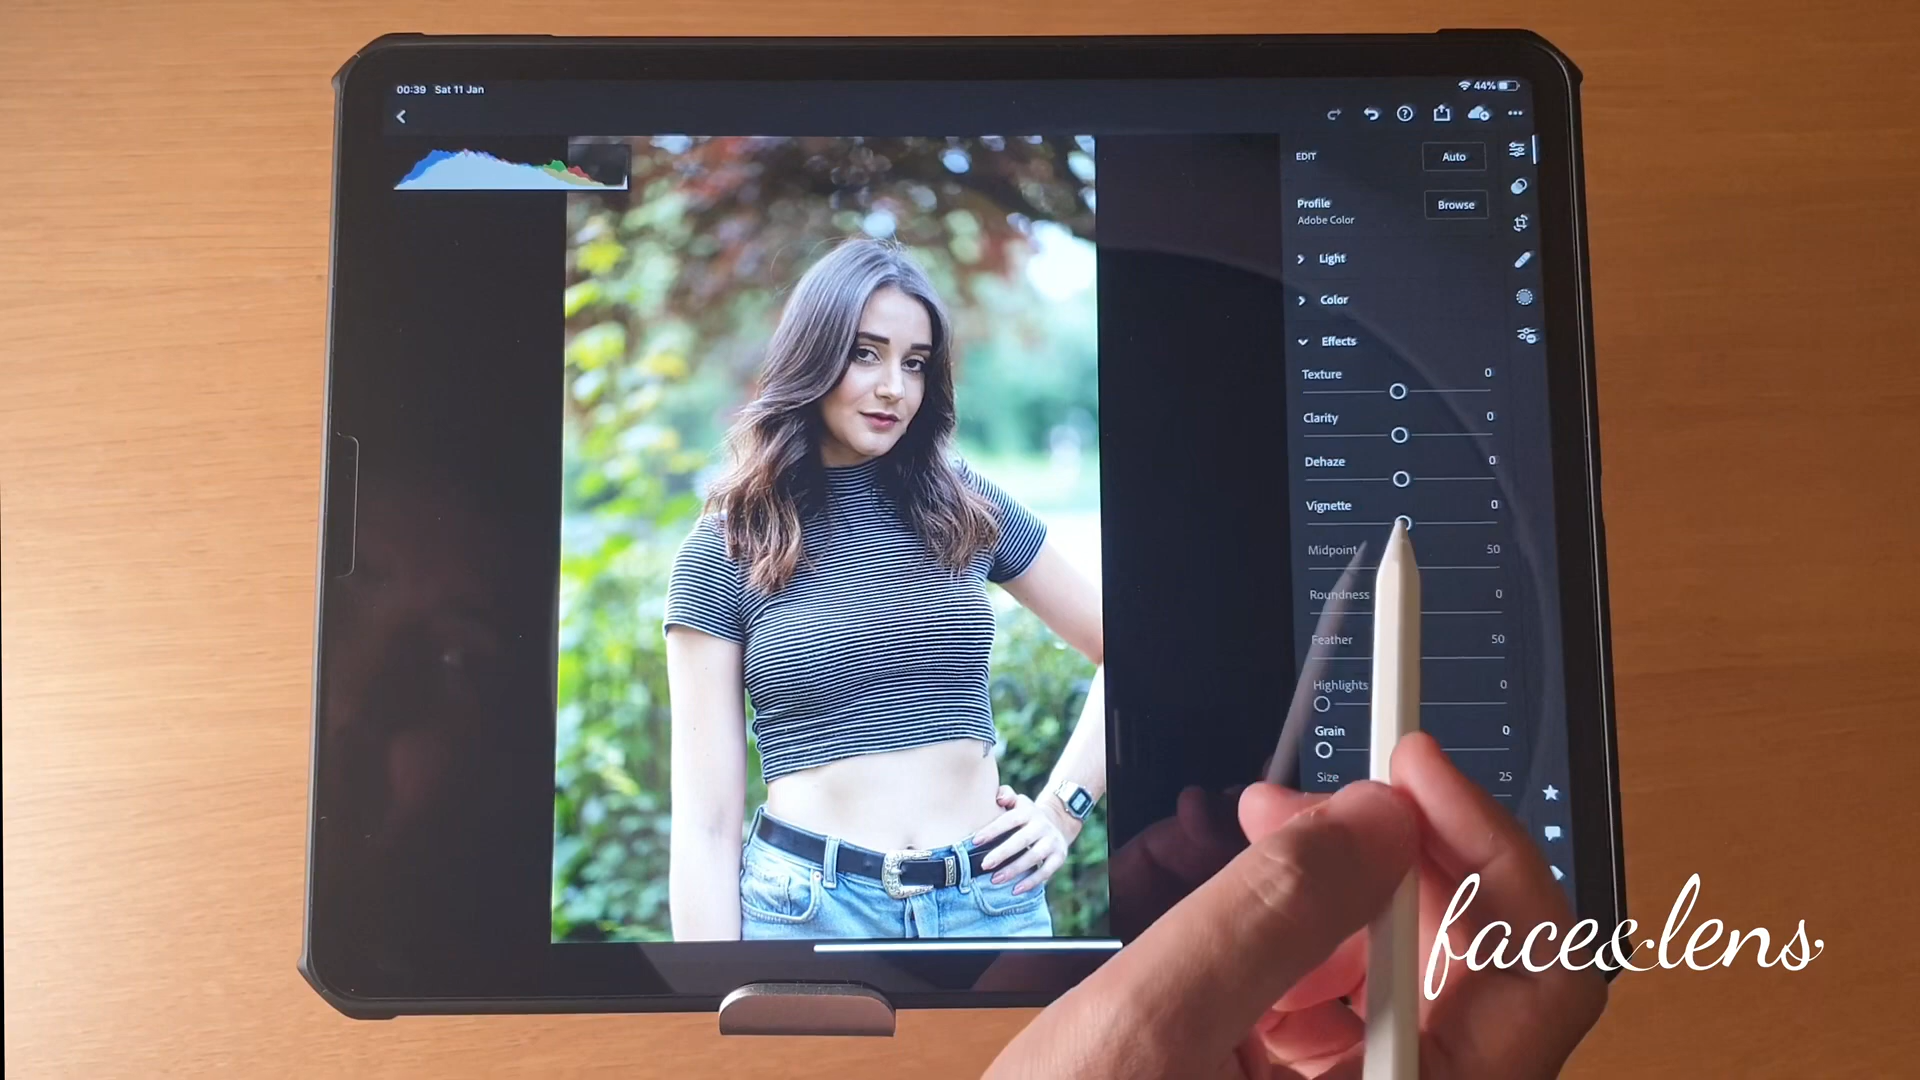 00:39 Sat 11 Jan
44%
EDIT
Auto
Profile
Adobe Color
Browse
Light
Color
Effects
Texture 0
Clarity 0
Dehaze 0
Vignette 0
Midpoint 50
Roundness 0
Feather 50
Highlights 0
Grain 0
Size 25
face&lens